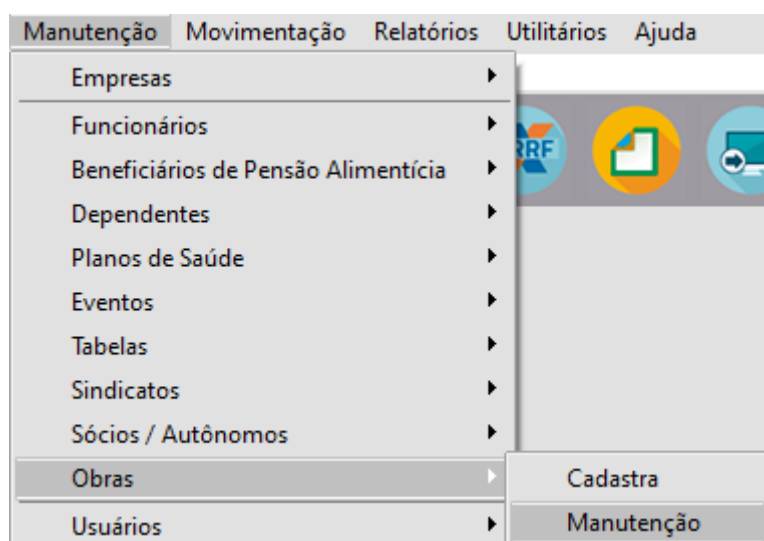 Manutenção Movimentação Relatórios Utilitários Ajuda
Empresas
Funcionários
RRF
Beneficiários de Pensão Alimentícia
Dependentes
Planos de Saúde
Eventos
Tabelas
Sindicatos
Sócios / Autônomos
Obras
Cadastra
Usuários
Manutenção